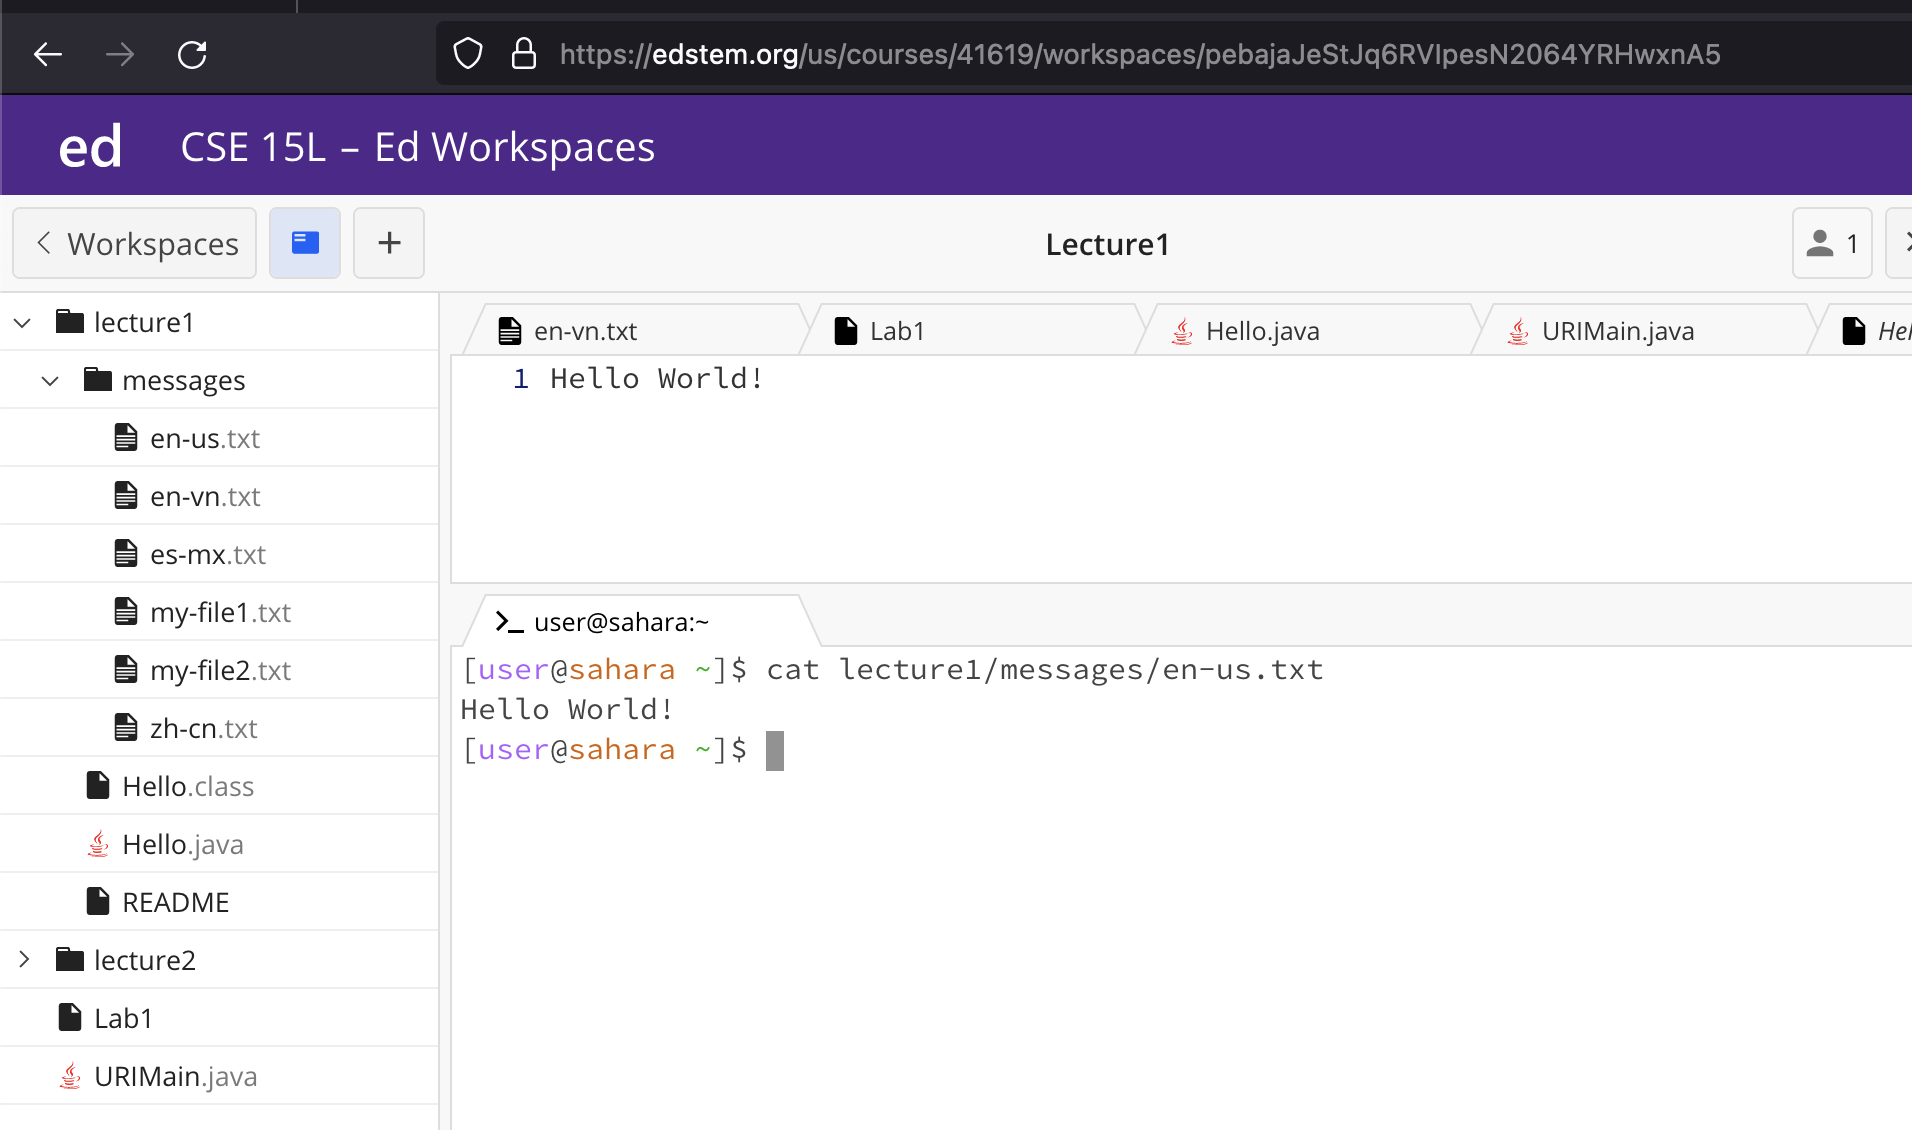 https://edstem.org/us/courses/41619/workspaces/pebajaJeStJq6RVIpesN2064YRHwxnA5
ed CSE 15L – Ed Workspaces
Workspaces
+
Lecture1
1
lecture1
messages
en-us.txt
en-vn.txt
es-mx.txt
my-file1.txt
my-file2.txt
zh-cn.txt
Hello.class
Hello.java
README
lecture2
Lab1
URIMain.java
en-vn.txt
Lab1
Hello.java
URIMain.java
Hel
1 Hello World!
>_ user@sahara:~
[user@sahara ~]$ cat lecture1/messages/en-us.txt
Hello World!
[user@sahara ~]$